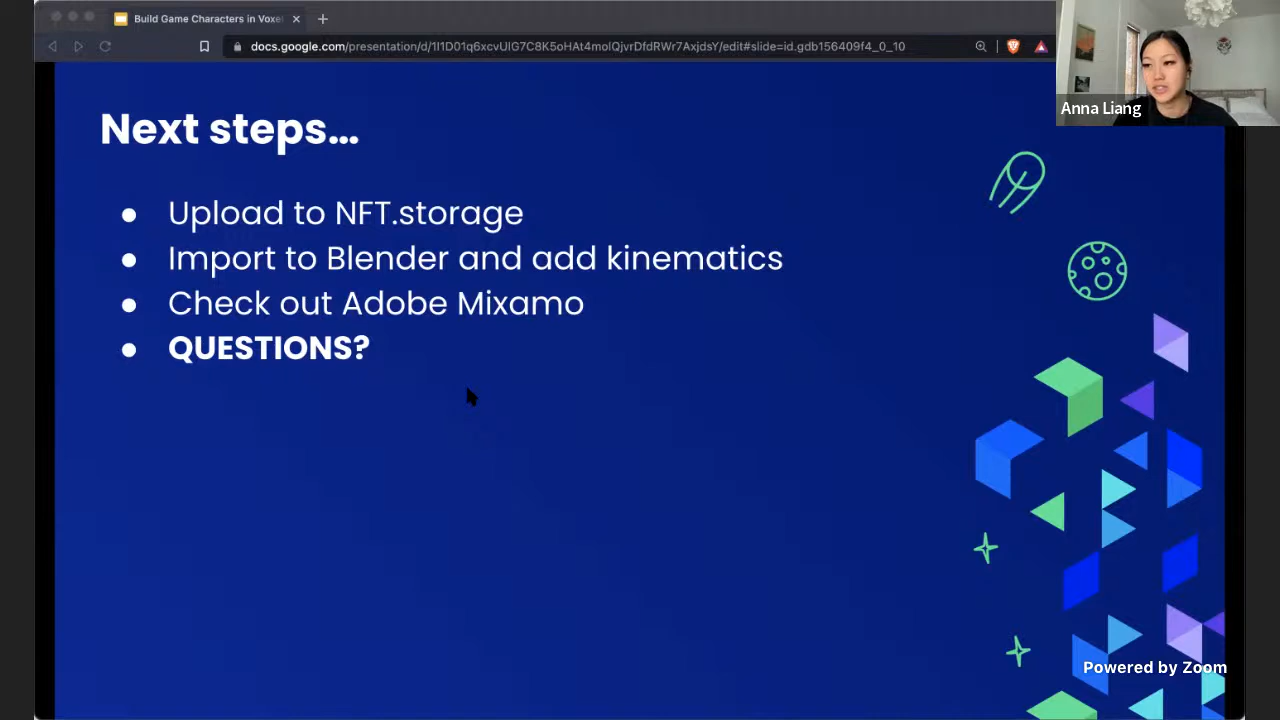 Build Game Characters in Voxel
docs.google.com/presentation/d/1I1D01q6xcvUIG7C8K5oHAt4moIQjvrDfdRWr7AxjdsY/edit#slide=id.gdb156409f4_0_10
Anna Liang
Next steps...
● Upload to NFT.storage
● Import to Blender and add kinematics
● Check out Adobe Mixamo
● QUESTIONS?
Powered by Zoom